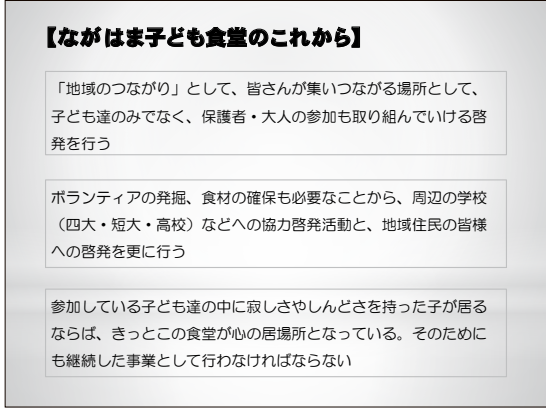 【ながはま子ども食堂のこれから】
「地域のつながり」として、皆さんが集いつながる場所として、
子ども達のみでなく、保護者・大人の参加も取り組んでいける啓
発を行う
ボランティアの発掘、食材の確保も必要なことから、周辺の学校
（四大・短大・高校）などへの協力啓発活動と、地域住民の皆様
への啓発を更に行う
参加している子ども達の中に寂しさやしんどさを持った子が居る
ならば、きっとこの食堂が心の居場所となっている。そのために
も継続した事業として行わなければならない